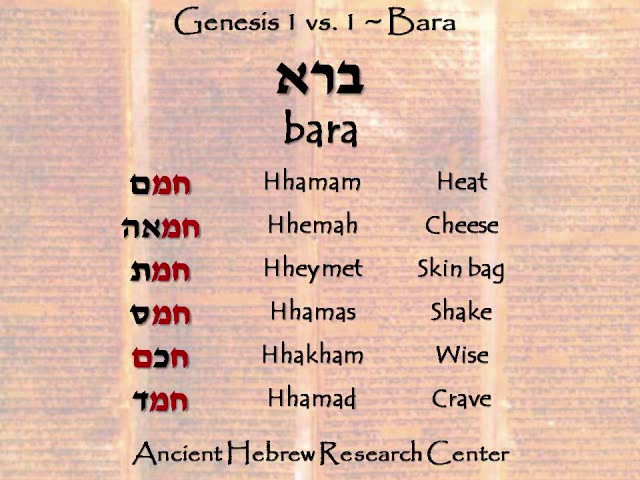 Genesis 1 vs. 1 ~ Bara
ברא
bara
חמם Hhamam Heat
חמאה Hhemah Cheese
חמת Hheymet Skin bag
חמס Hhamas Shake
חכם Hhakham Wise
חמד Hhamad Crave
Ancient Hebrew Research Center